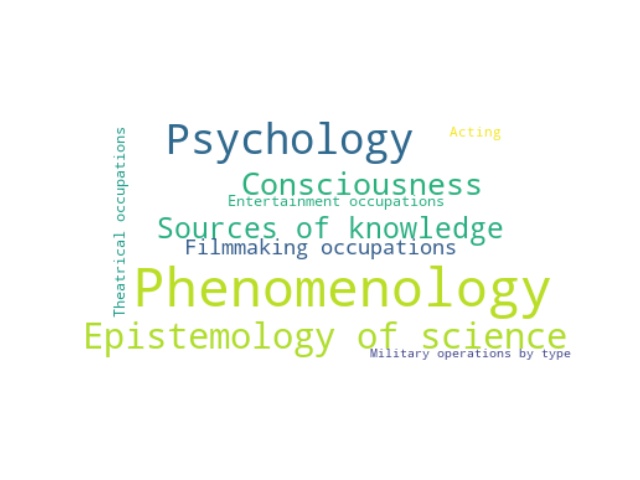 Psychology
Acting
Theatrical occupations
Consciousness
Entertainment occupations
Sources of knowledge
Filmmaking occupations
Phenomenology
Epistemology of science
Military operations by type